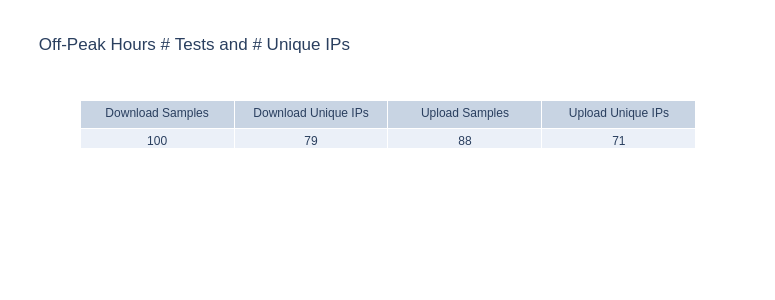 Off-Peak Hours # Tests and # Unique IPs
Download Samples Download Unique IPs Upload Samples Upload Unique IPs
100 79 88 71